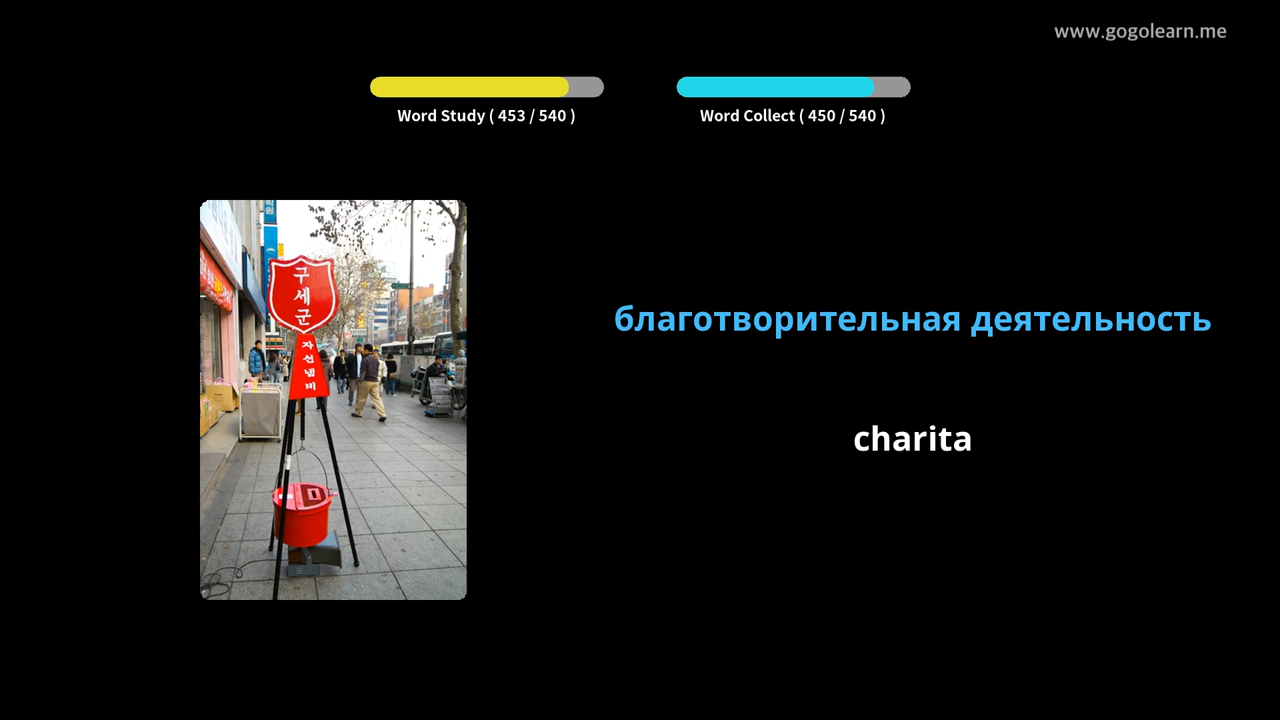 www.gogolearn.me
Word Study ( 453 / 540 )
Word Collect ( 450 / 540 )
구세군
자선냄비
благотворительная деятельность
charita